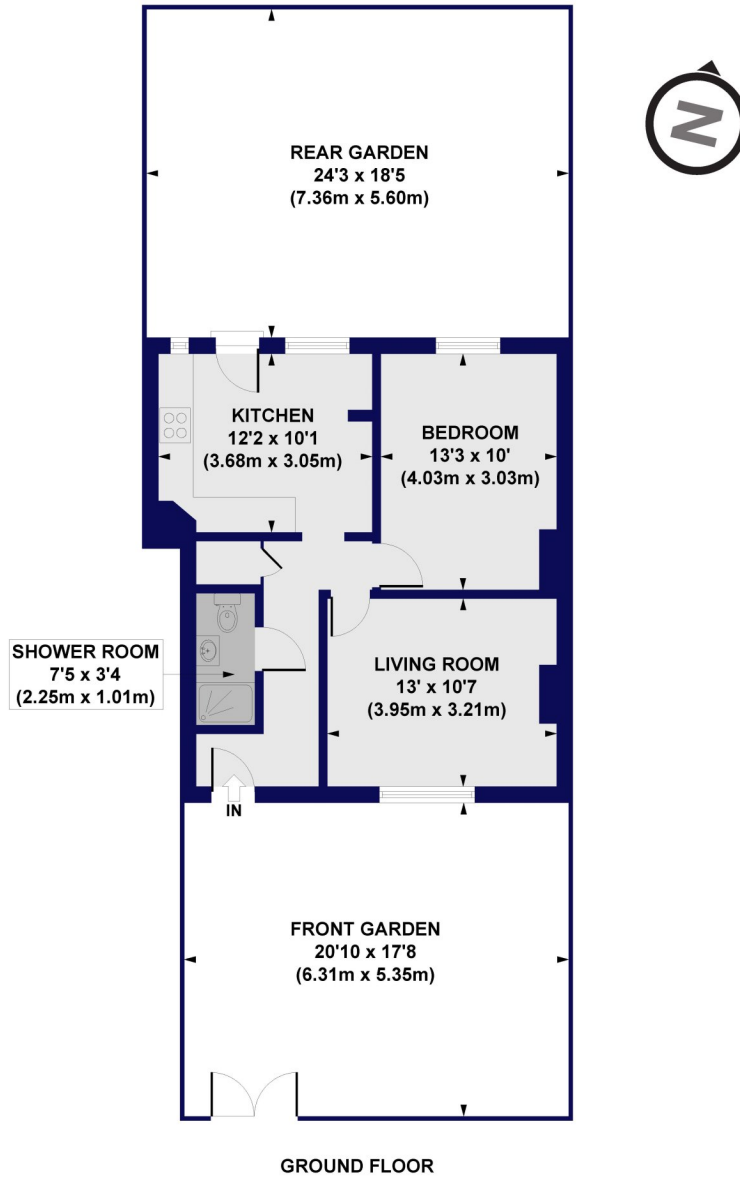 REAR GARDEN
24'3 x 18'5
(7.36m x 5.60m)
N
KITCHEN
12'2 x 10'1
(3.68m x 3.05m)
BEDROOM
13'3 x 10'
(4.03m x 3.03m)
SHOWER ROOM
7'5 x 3'4
(2.25m x 1.01m)
LIVING ROOM
13' x 10'7
(3.95m x 3.21m)
IN
FRONT GARDEN
20'10 x 17'8
(6.31m x 5.35m)
GROUND FLOOR